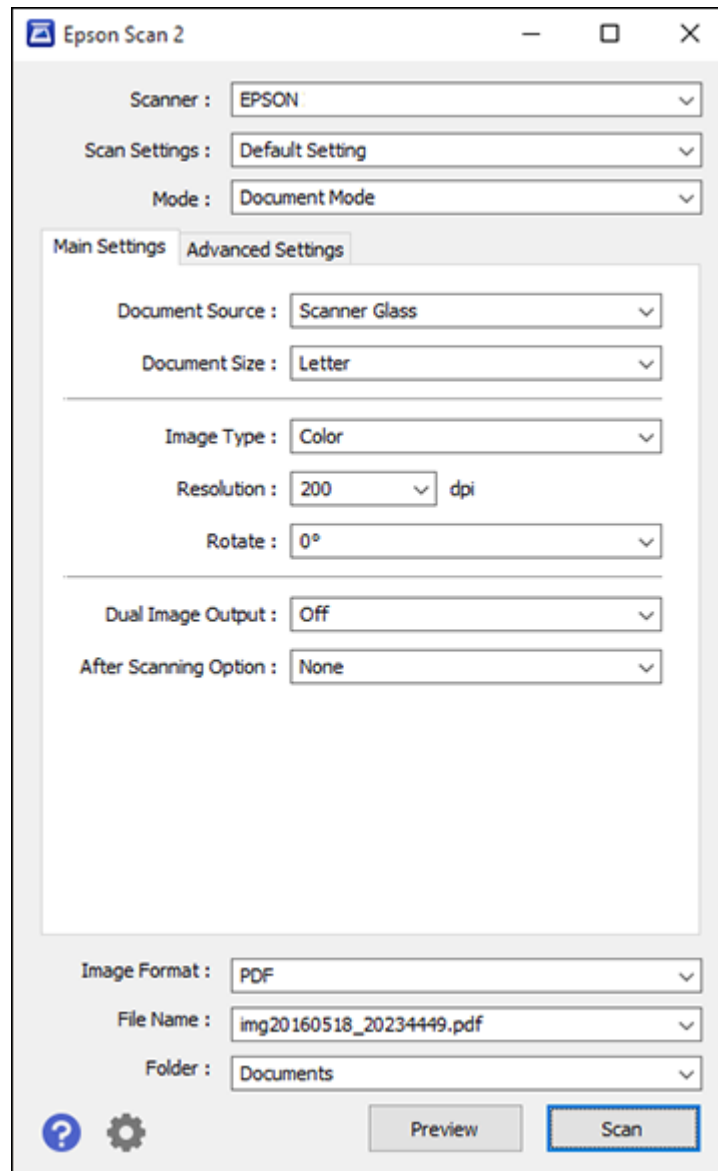 Epson Scan 2
Scanner : EPSON
Scan Settings : Default Setting
Mode : Document Mode
Main Settings Advanced Settings
Document Source : Scanner Glass
Document Size : Letter
Image Type : Color
Resolution : 200 dpi
Rotate : 0°
Dual Image Output : Off
After Scanning Option : None
Image Format : PDF
File Name : img20160518_20234449.pdf
Folder : Documents
? Preview Scan